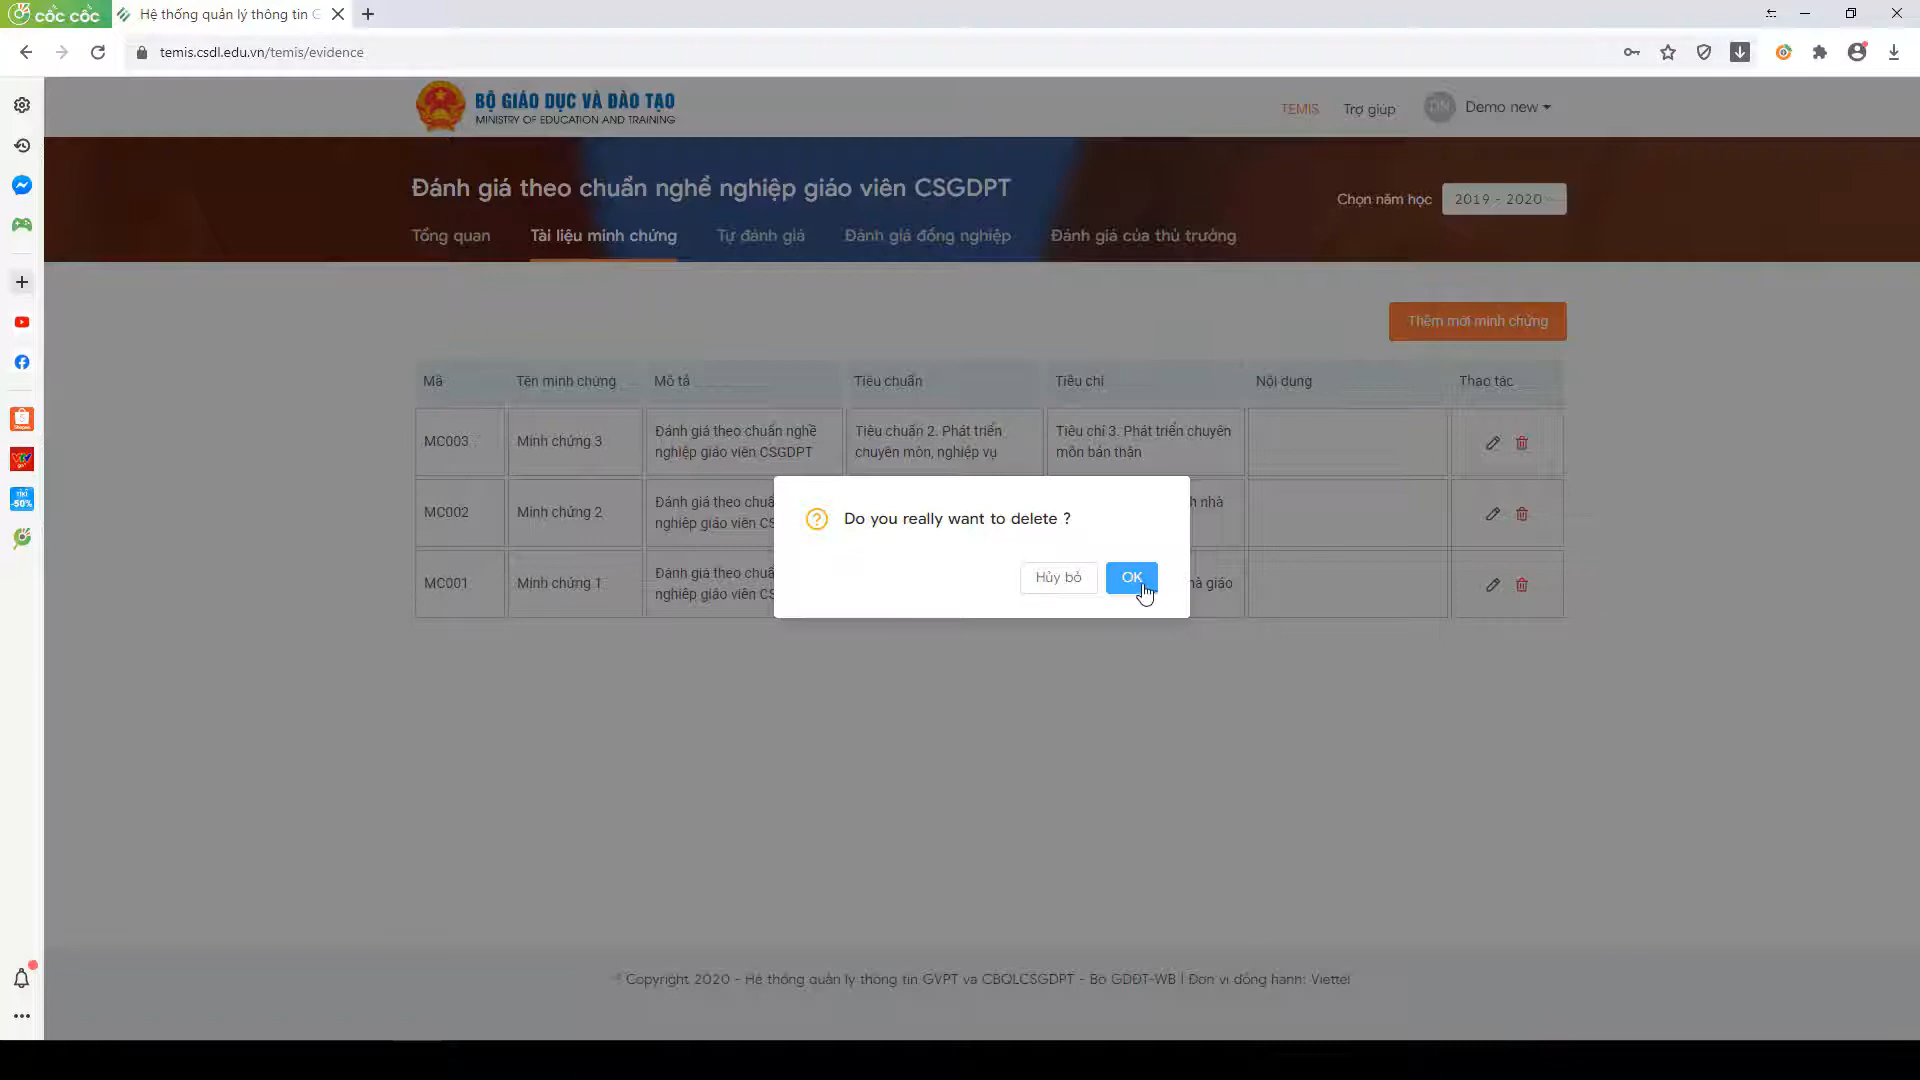 cốc cốc
Hệ thống quản lý thông tin G
temis.csdl.edu.vn/temis/evidence
BỘ GIÁO DỤC VÀ ĐÀO TẠO
MINISTRY OF EDUCATION AND TRAINING
TEMIS
Trợ giúp
DN
Demo new
Đánh giá theo chuẩn nghề nghiệp giáo viên CSGDPT
Chọn năm học
2019 - 2020
Tổng quan
Tài liệu minh chứng
Tự đánh giá
Đánh giá đồng nghiệp
Đánh giá của thủ trưởng
Thêm mới minh chứng
Mã
Tên minh chứng
Mô tả
Tiêu chuẩn
Tiêu chí
Nội dung
Thao tác
MC003
Minh chứng 3
Đánh giá theo chuẩn nghề
nghiệp giáo viên CSGDPT
Tiêu chuẩn 2. Phát triển
chuyên môn, nghiệp vụ
Tiêu chí 3. Phát triển chuyên
môn bản thân
MC002
Minh chứng 2
Đánh giá theo chuẩ
nghiệp giáo viên CS
h nhà
MC001
Minh chứng 1
Đánh giá theo chuẩ
nghiệp giáo viên CS
hà giáo
Do you really want to delete ?
Hủy bỏ
OK
Shopee
VTV
go!
TIKI
-50%
Copyright 2020 - Hệ thống quản lý thông tin GVPT và CBQLCSGDPT - Bộ GDĐT-WB | Đơn vị đồng hành: Viettel